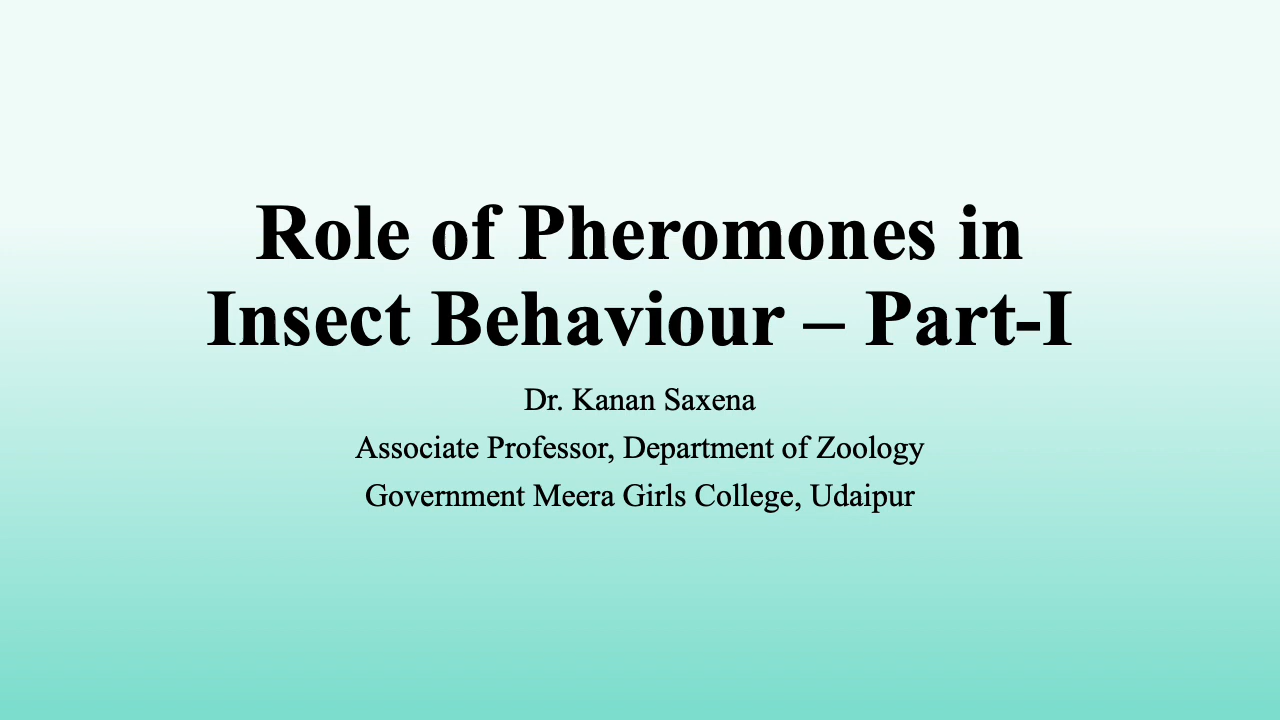 Role of Pheromones in
Insect Behaviour – Part-I
Dr. Kanan Saxena
Associate Professor, Department of Zoology
Government Meera Girls College, Udaipur